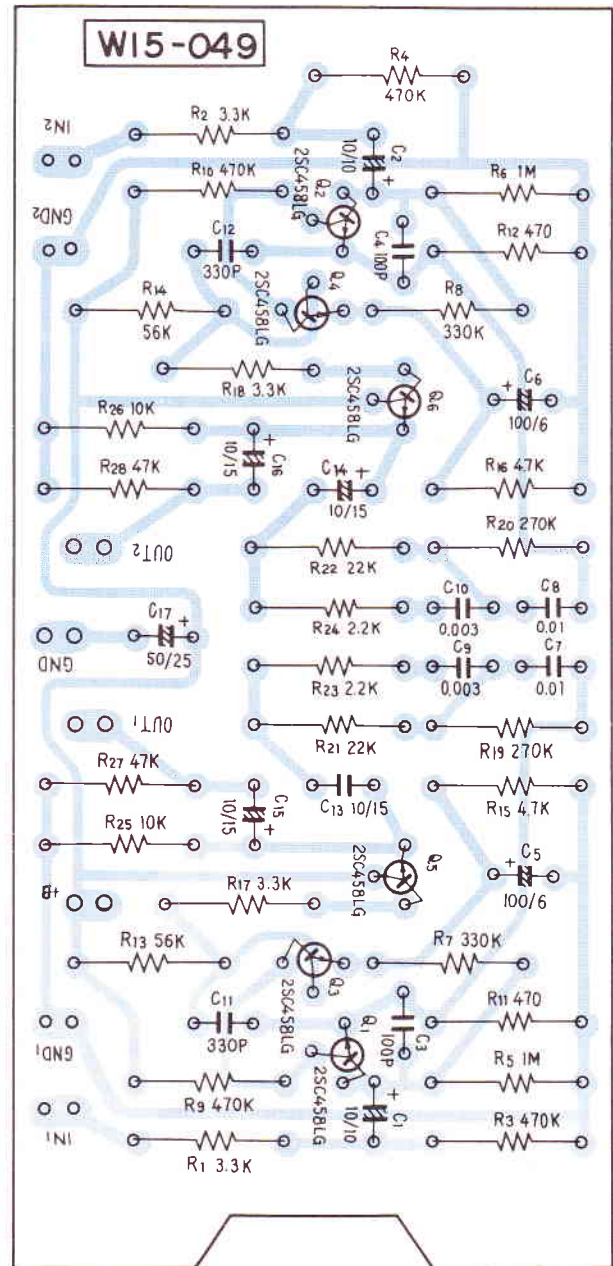 W15-049
R4
470K
R2 3.3K
IN2
C2
10/10
+
R10 470K
Q2
2SC458LG
R6 1M
GND2
C12
330P
C4 100P
R12 470
R14
56K
Q4
2SC458LG
R8
330K
R18 3.3K
Q6
2SC458LG
+ C6
100/6
R26 10K
+
C16
10/15
R28 47K
C14 +
10/15
R16 4.7K
OUT2
R22 22K
R20 270K
C17
+
50/25
GND
R24 2.2K
C10
0.003
C8
0.01
R23 2.2K
C9
0.003
C7
0.01
OUT1
R21 22K
R19 270K
R27 47K
C15
10/15
+
C13 10/15
R15 4.7K
R25 10K
Q5
2SC458LG
+ C5
100/6
+B
R17 3.3K
R13 56K
Q3
2SC458LG
R7 330K
GND1
C11
330P
Q1
2SC458LG
C3
100P
R11 470
R9 470K
+
C1
10/10
R5 1M
IN1
R1 3.3K
R3 470K